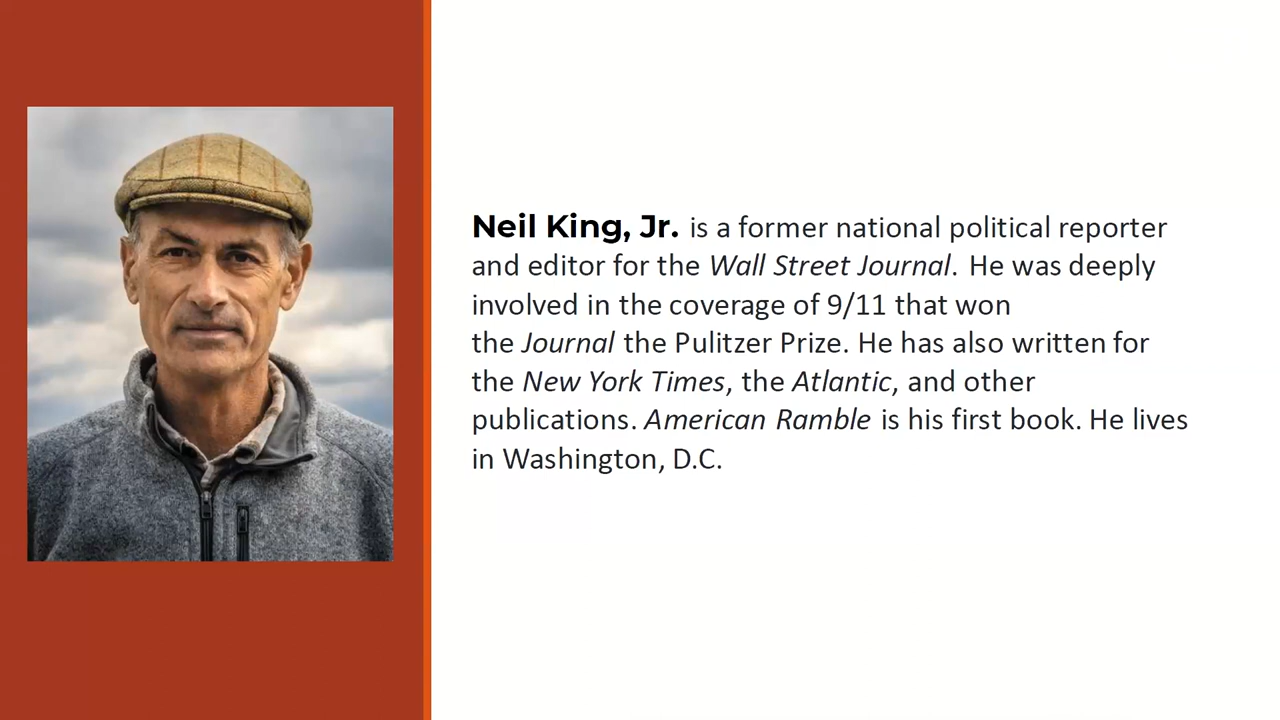 Neil King, Jr. is a former national political reporter
and editor for the Wall Street Journal. He was deeply
involved in the coverage of 9/11 that won
the Journal the Pulitzer Prize. He has also written for
the New York Times, the Atlantic, and other
publications. American Ramble is his first book. He lives
in Washington, D.C.